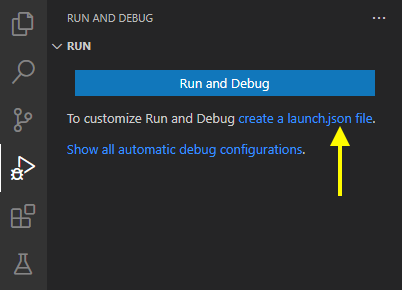 RUN AND DEBUG
RUN
Run and Debug
To customize Run and Debug create a launch.json file.
Show all automatic debug configurations.